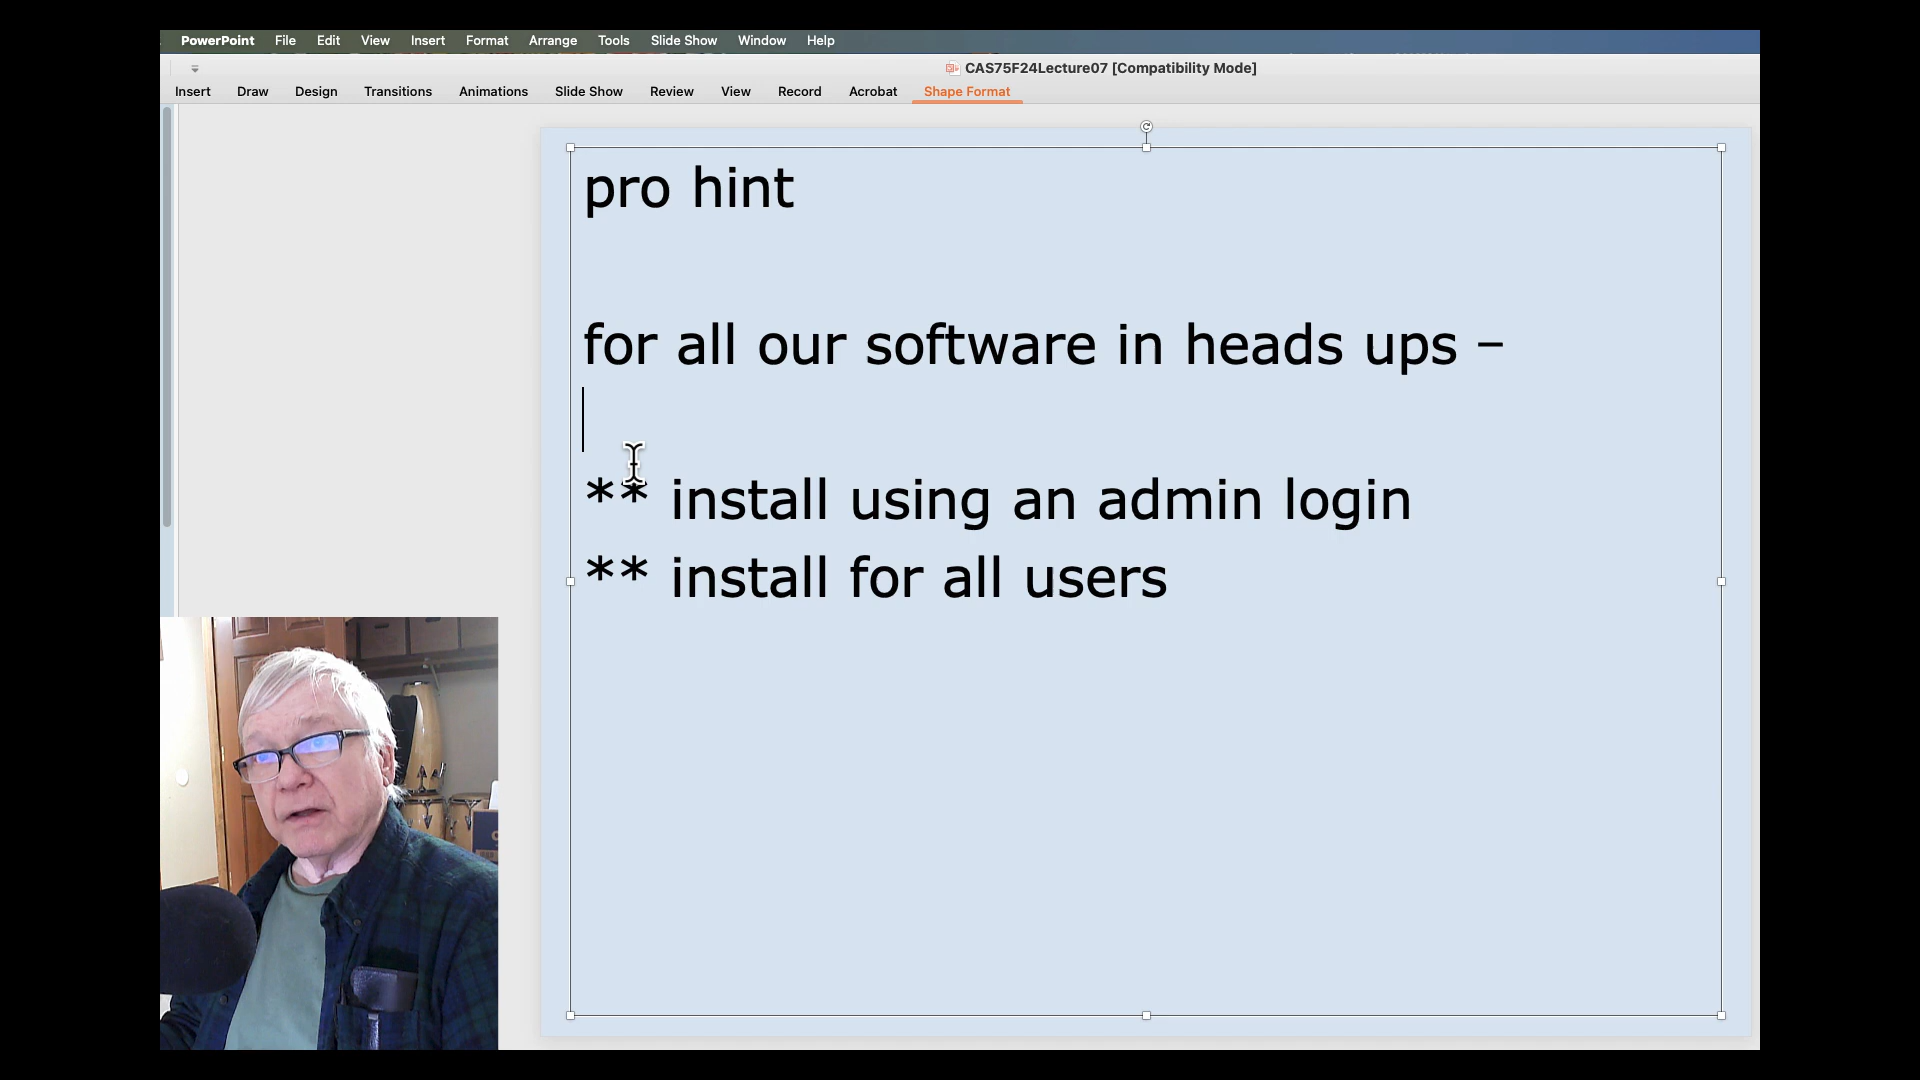 PowerPoint File Edit View Insert Format Arrange Tools Slide Show Window Help
CAS75F24Lecture07 [Compatibility Mode]
Insert Draw Design Transitions Animations Slide Show Review View Record Acrobat Shape Format
pro hint
for all our software in heads ups –
** install using an admin login
** install for all users